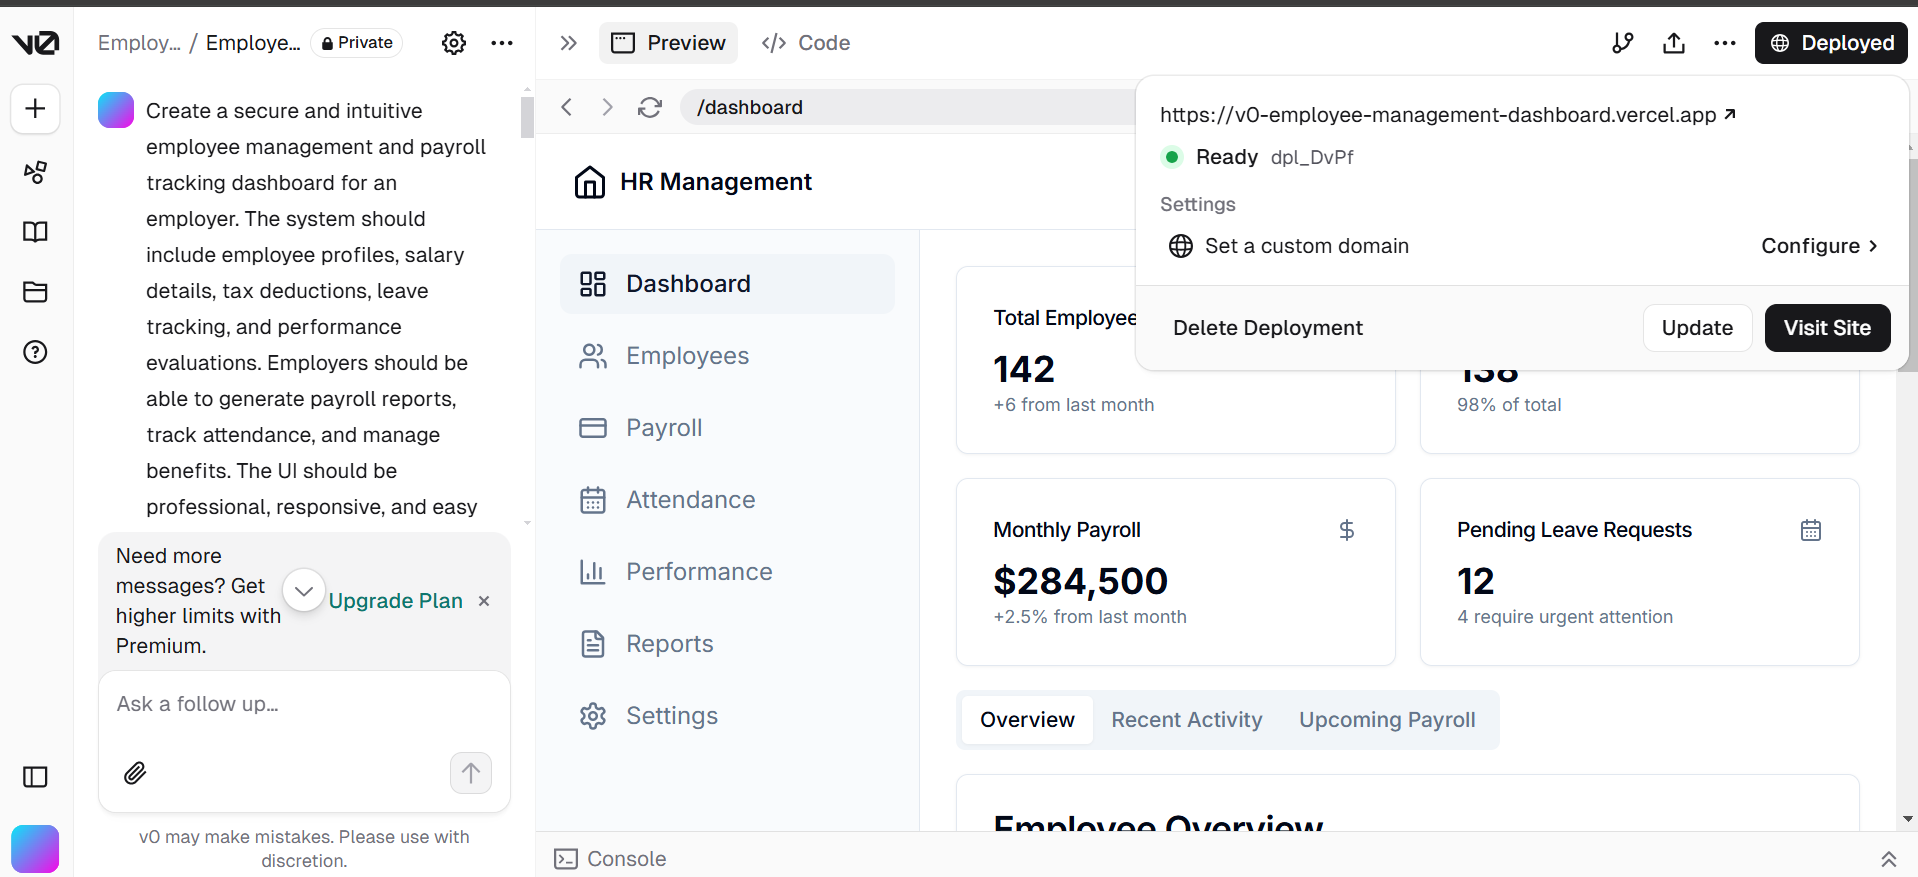 v0
Employ... / Employe... Private
Preview
Code
Deployed
Create a secure and intuitive
employee management and payroll
tracking dashboard for an
employer. The system should
include employee profiles, salary
details, tax deductions, leave
tracking, and performance
evaluations. Employers should be
able to generate payroll reports,
track attendance, and manage
benefits. The UI should be
professional, responsive, and easy
Need more
messages? Get
higher limits with
Premium.
Upgrade Plan
Ask a follow up...
v0 may make mistakes. Please use with
discretion.
/dashboard
https://v0-employee-management-dashboard.vercel.app
Ready dpl_DvPf
Settings
Set a custom domain
Configure
Delete Deployment
Update
Visit Site
HR Management
Dashboard
Employees
Payroll
Attendance
Performance
Reports
Settings
Total Employee
142
+6 from last month
138
98% of total
Monthly Payroll
$
$284,500
+2.5% from last month
Pending Leave Requests
12
4 require urgent attention
Overview
Recent Activity
Upcoming Payroll
Employee Overview
Console